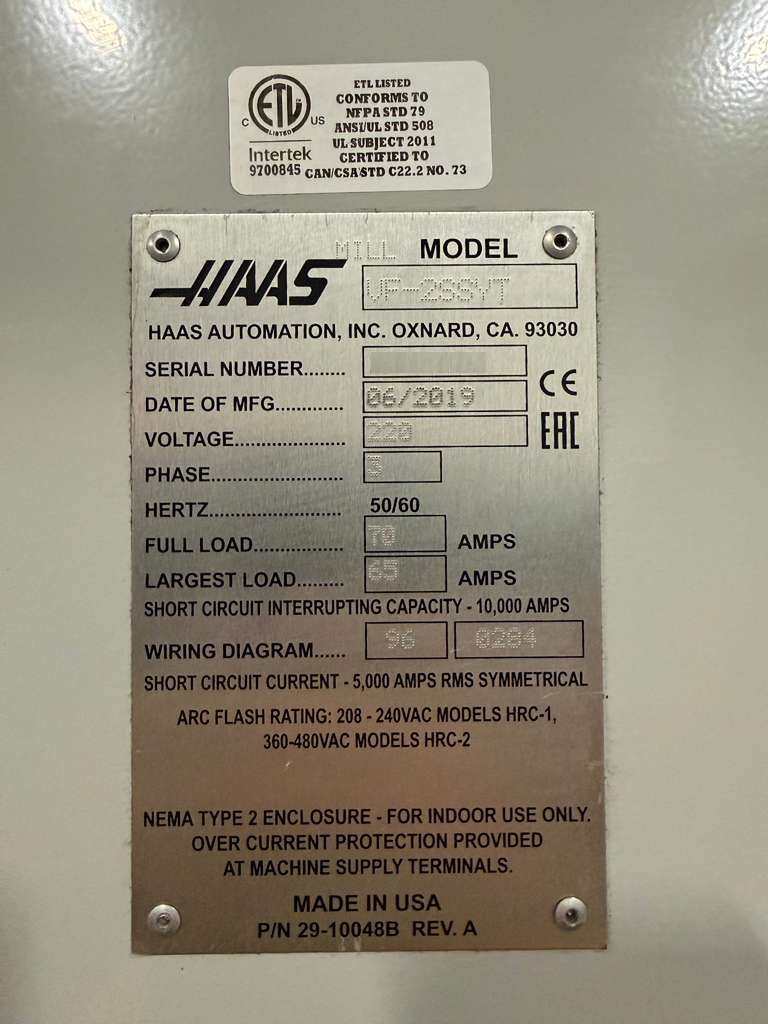 ETL LISTED
CONFORMS TO
NFPA STD 79
ANSI/UL STD 508
UL SUBJECT 2011
CERTIFIED TO
CAN/CSA STD C22.2 NO. 73
C ETL US
LISTED
Intertek
9700845
MILL MODEL
HAAS VF-2SSYT
HAAS AUTOMATION, INC. OXNARD, CA. 93030
SERIAL NUMBER........
DATE OF MFG............. 06/2019 CE
VOLTAGE..................... 220 EAC
PHASE......................... 3
HERTZ......................... 50/60
FULL LOAD................. 70 AMPS
LARGEST LOAD......... 65 AMPS
SHORT CIRCUIT INTERRUPTING CAPACITY - 10,000 AMPS
WIRING DIAGRAM...... 96 0284
SHORT CIRCUIT CURRENT - 5,000 AMPS RMS SYMMETRICAL
ARC FLASH RATING: 208 - 240VAC MODELS HRC-1,
360-480VAC MODELS HRC-2
NEMA TYPE 2 ENCLOSURE - FOR INDOOR USE ONLY.
OVER CURRENT PROTECTION PROVIDED
AT MACHINE SUPPLY TERMINALS.
MADE IN USA
P/N 29-10048B REV. A